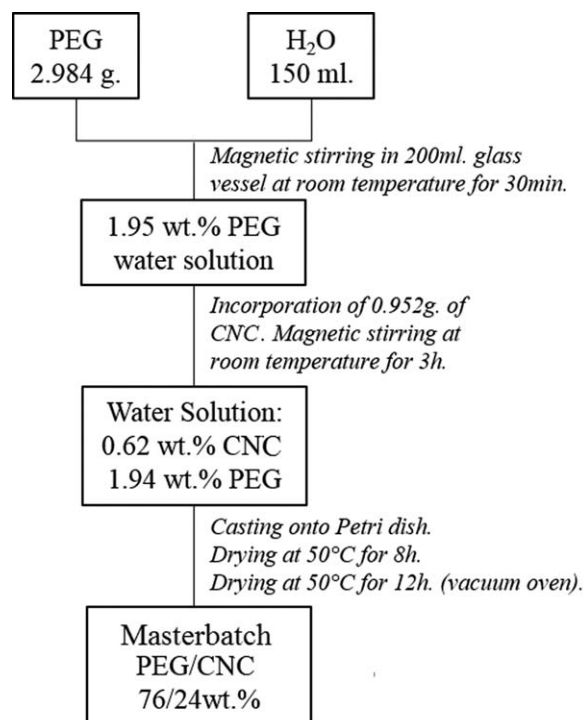 PEG
2.984 g.
H₂O
150 ml.
Magnetic stirring in 200ml. glass
vessel at room temperature for 30min.
1.95 wt.% PEG
water solution
Incorporation of 0.952g. of
CNC. Magnetic stirring at
room temperature for 3h.
Water Solution:
0.62 wt.% CNC
1.94 wt.% PEG
Casting onto Petri dish.
Drying at 50°C for 8h.
Drying at 50°C for 12h. (vacuum oven).
Masterbatch
PEG/CNC
76/24wt.%